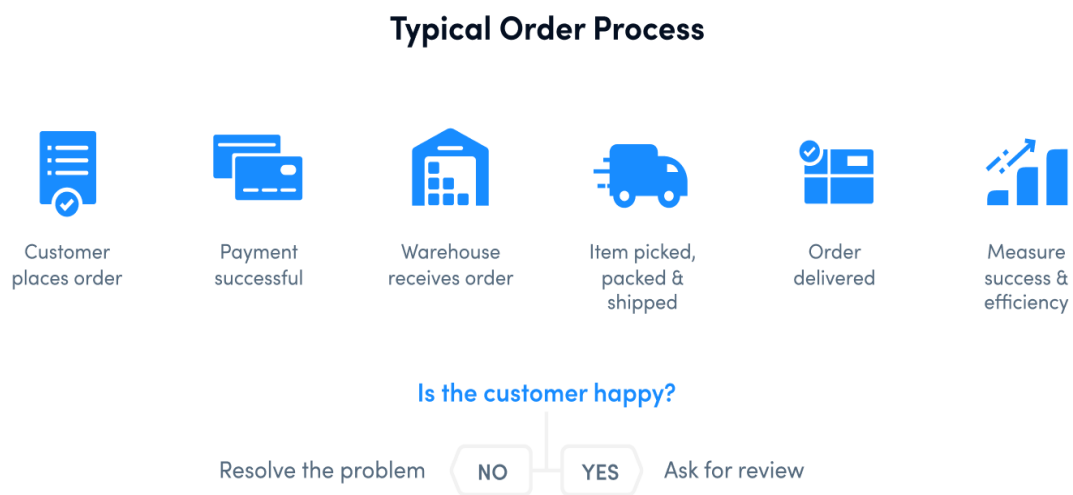 Typical Order Process
Customer
places order
Payment
successful
Warehouse
receives order
Item picked,
packed &
shipped
Order
delivered
Measure
success &
efficiency
Is the customer happy?
Resolve the problem NO YES Ask for review